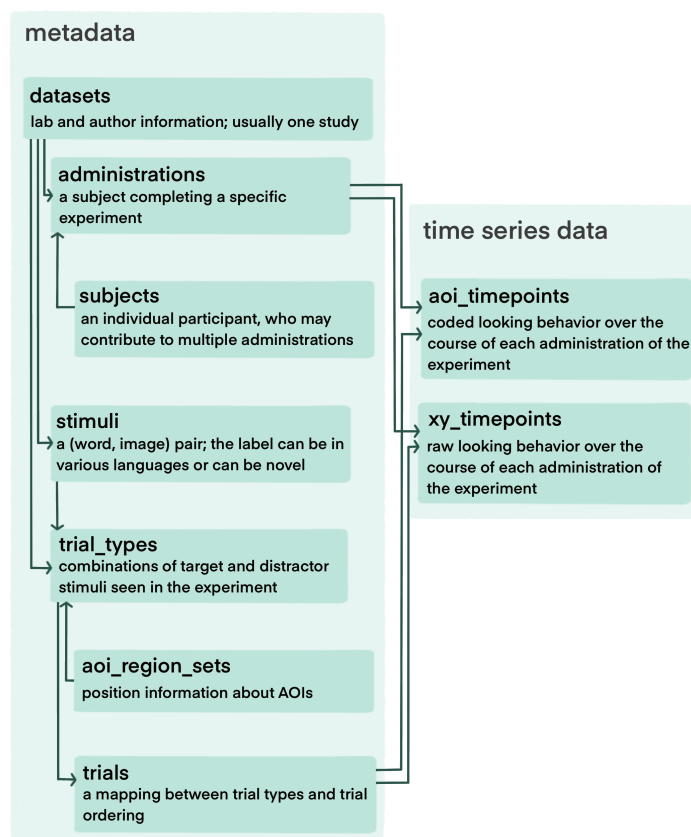 metadata
datasets
lab and author information; usually one study
administrations
a subject completing a specific
experiment
subjects
an individual participant, who may
contribute to multiple administrations
stimuli
a (word, image) pair; the label can be in
various languages or can be novel
trial_types
combinations of target and distractor
stimuli seen in the experiment
aoi_region_sets
position information about AOIs
trials
a mapping between trial types and trial
ordering
time series data
aoi_timepoints
coded looking behavior over the
course of each administration of the
experiment
xy_timepoints
raw looking behavior over the
course of each administration of
the experiment